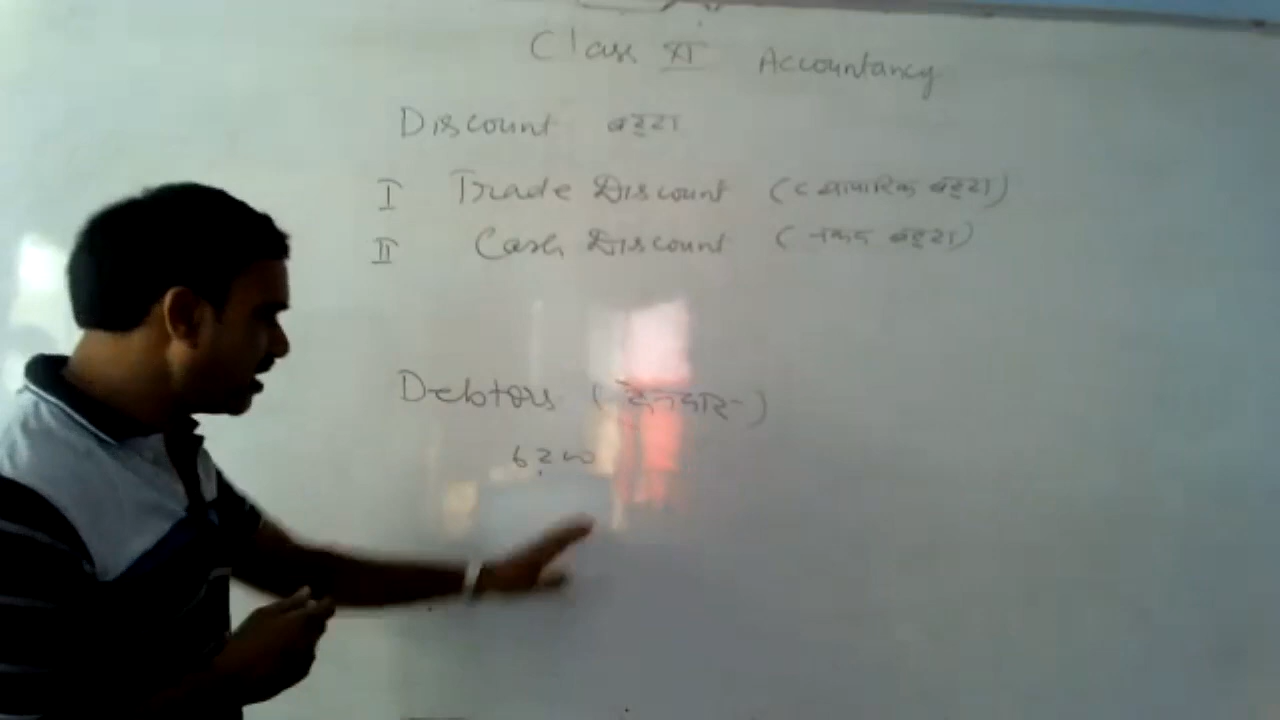 Class XI Accountancy
Discount बट्टा
I Trade Discount (व्यापारिक बट्टा)
II Cash Discount (नकद बट्टा)
Debtors (देनदार)